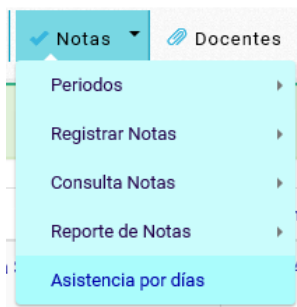 Notas Docentes
Periodos
Registrar Notas
Consulta Notas
Reporte de Notas
Asistencia por días